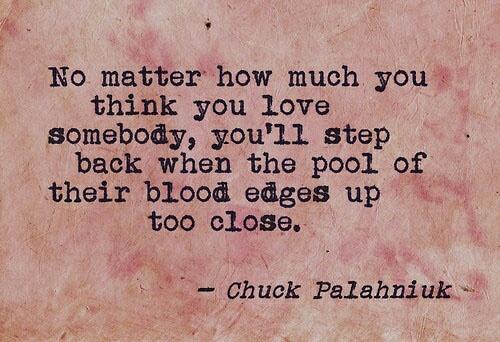 No matter how much you
think you love
somebody, you'll step
back when the pool of
their blood edges up
too close.
— Chuck Palahniuk